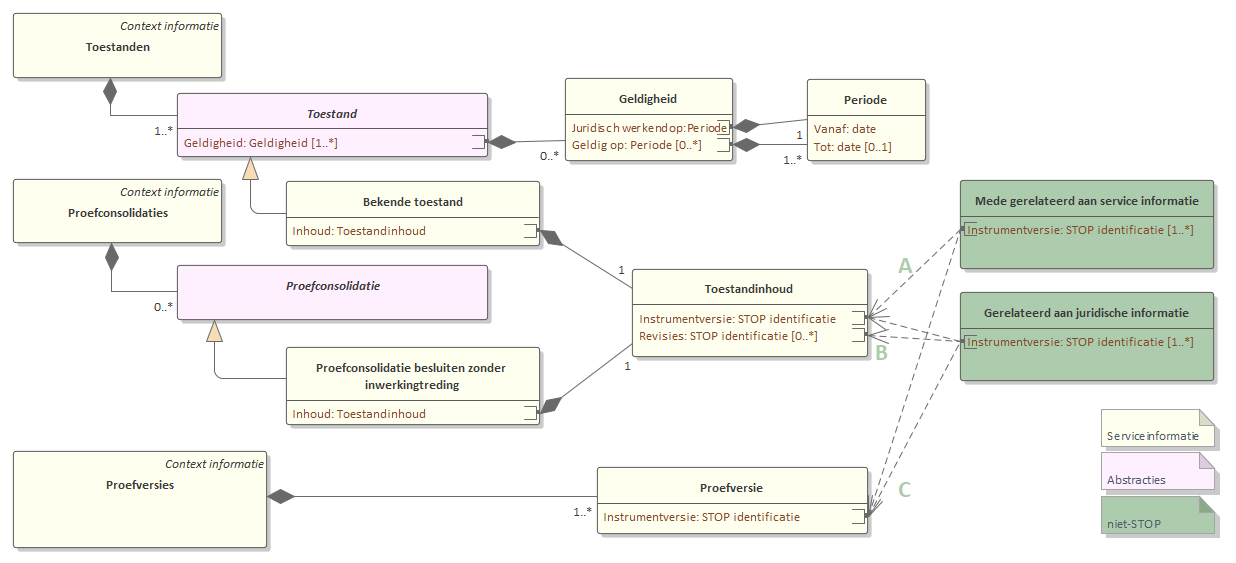 Context informatie
Toestanden
1..*
Toestand
Geldigheid: Geldigheid [1..*]
0..*
Geldigheid
Juridisch werkend op: Periode
Geldig op: Periode [0..*]
1
1..*
Periode
Vanaf: date
Tot: date [0..1]
Context informatie
Proefconsolidaties
0..*
Bekende toestand
Inhoud: Toestandinhoud
1
Proefconsolidatie
Proefconsolidatie besluiten zonder
inwerkingtreding
Inhoud: Toestandinhoud
1
Toestandinhoud
Instrumentversie: STOP identificatie
Revisies: STOP identificatie [0..*]
Mede gerelateerd aan service informatie
Instrumentversie: STOP identificatie [1..*]
Gerelateerd aan juridische informatie
Instrumentversie: STOP identificatie [1..*]
A
B
C
Context informatie
Proefversies
1..*
Proefversie
Instrumentversie: STOP identificatie
Serviceinformatie
Abstracties
niet-STOP